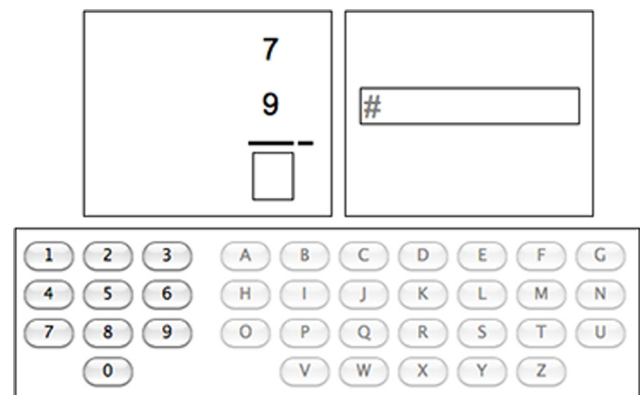 7
9
-
#
1 2 3 A B C D E F G
4 5 6 H I J K L M N
7 8 9 O P Q R S T U
0 V W X Y Z